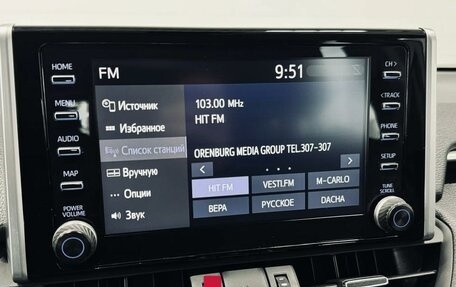 HOME
MENU
AUDIO
MAP
POWER
VOLUME
FM
9:51
Источник
Избранное
Список станций
Вручную
Опции
Звук
103.00 MHz
HIT FM
ORENBURG MEDIA GROUP TEL.307-307
HIT FM
VESTI.FM
M-CARLO
ВЕРА
РУССКОЕ
DACHA
CH >
< TRACK
PHONE
SETUP
TUNE
SCROLL